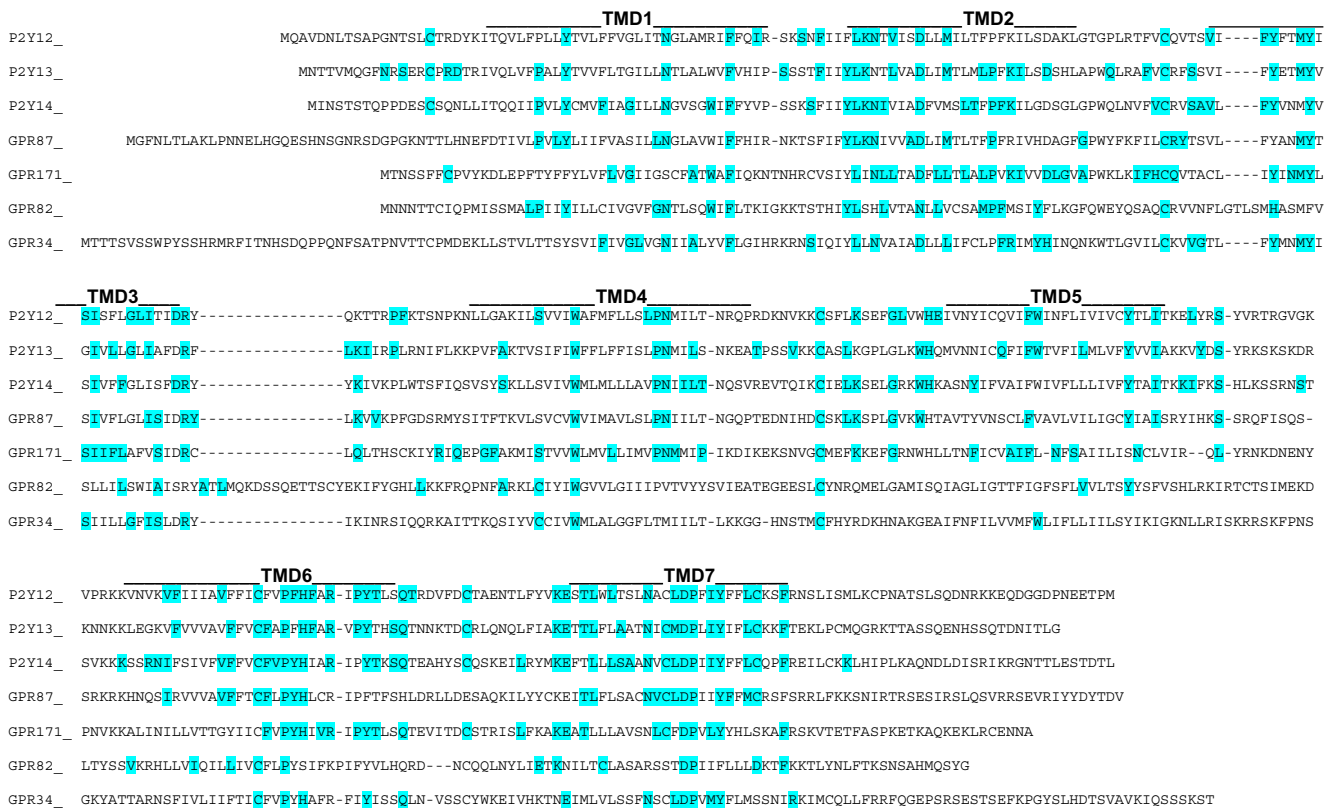 TMD1 TMD2
P2Y12_ MQAVDNLTSAPGNTSLCTRDYKITQVLFPLLYTVLFFVGLITNGLAMRIFFQIR-SKSNFIIFLKNTVISDLLMILTFPFKILSDAKLGTGPLRTFVCQVTSVI----FYFTMYI
P2Y13_ MNTTVMQGFNRSERCPRDTRIVQLVFPALYTVVFLTGILLNTLALWVFVHIP-SSSTFIIYLKNTLVADLIMTLMLPFKILSDSHLAPWQLRAFVCRFSSVI----FYETMYV
P2Y14_ MINSTSTQPPDESCSQNLLITQQIIPVLYCMVFIAGILLNGVSGWIFFYVP-SSKSFIIYLKNIVIADFVMSLTFPFKILGDSGLGPWQLNVFVCRVSAVL----FYVNMYV
GPR87_ MGFNLTLAKLPNNELHGQESHNSGNRSDGPGKNTTLHNEFDTIVLPVLYLIIFVASILLNGLAVWIFFHIR-NKTSFIFYLKNIVVADLIMTLTFPFRIVHDAGFGPWYFKFILCRYTSVL----FYANMYT
GPR171_ MTNSSFFCPVYKDLEPFTYFFYLVFLVGIIGSCFATWAFIQKNTNHRCVSIYLINLLTADFLLTLALPVKIVVDLGVAPWKLKIFHCQVTACL----IYINMYL
GPR82_ MNNNTTCIQPMISSMALPIIYILLCIVGVFGNTLSQWIFLTKIGKKTSTHIYLSHLVTANLLVCSAMPFMSIYFLKGFQWEYQSAQCRVVNFLGTLSMHASMFV
GPR34_ MTTTSVSSWPYSSHRMRFITNHSDQPPQNFSATPNVTTCPMDEKLLSTVLTTSYSVIFIVGLVGNIIALYVFLGIHRKRNSIQIYLLNVAIADLLLIFCLPFRIMYHINQNKWTLGVILCKVVGTL----FYMNMYI
TMD3 TMD4 TMD5
P2Y12_ SISFLGLITIDRY---------------QKTTRPFKTSNPKNLLGAKILSVVIWAFMFLLSLPNMILT-NRQPRDKNVKKCSFLKSEFGLVWHEIVNYICQVIFWINFLIVIVCYTLITKELYRS-YVRTRGVGK
P2Y13_ GIVLLGLIAFDRF---------------LKIIRPLRNIFLKKPVFAKTVSIFIWFFLFFISLPNMILS-NKEATPSSVKKCASLKGPLGLKWHQMVNNICQFIFWTVFILMLVFYVVIAKKVYDS-YRKSKSKDR
P2Y14_ SIVFFGLISFDRY---------------YKIVKPLWTSFIQSVSYSKLLSVIVWMLMLLLAVPNIILT-NQSVREVTQIKCIELKSELGRKWHKASNYIFVAIFWIVFLLLIVFYTAITKKIFKS-HLKSSRNST
GPR87_ SIVFLGLISIDRY---------------LKVVKPFGDSRMYSITFTKVLSVCVWVIMAVLSLPNIILT-NGQPTEDNIHDCSKLKSPLGVKWHTAVTYVNSCLFVAVLVILIGCYIAISRYIHKS-SRQFISQS-
GPR171_ SIIFLAFVSIDRC---------------LQLTHSCKIYRIQEPGFAKMISTVVWLMVLLIMVPNMMIP-IKDIKEKSNVGCMEFKKEFGRNWHLLTNFICVAIFL-NFSAIILISNCLVIR--QL-YRNKDNENY
GPR82_ SLLILSWIAISRYATLMQKDSSQETTSCYEKIFYGHLLKKFRQPNFARKLCIYIWGVVLGIIIPVTVYYSVIEATEGEESLCYNRQMELGAMISQIAGLIGTTFIGFSFLVVLTSYYSFVSHLRKIRTCTSIMEKD
GPR34_ SIILLGFISLDRY---------------IKINRSIQQRKAITTKQSIYVCCIVWMLALGGFLTMIILT-LKKGG-HNSTMCFHYRDKHNAKGEAIFNFILVVMFWLIFLLIILSYIKIGKNLLRISKRRSKFPNS
TMD6 TMD7
P2Y12_ VPRKKVNVKVFIIIAVFFICFVPFHFAR-IPYTLSQTRDVFDCTAENTLFYVKESTLWLTSLNACLDPFIYFFLCKSFRNSLISMLKCPNATSLSQDNRKKEQDGGDPNEETPM
P2Y13_ KNNKKLEGKVFVVVAVFFVCFAPFHFAR-VPYTHSQTNNKTDCRLQNQLFIAKETTLFLAATNICMDPLIYIFLCKKFTEKLPCMQGRKTTASSQENHSSQTDNITLG
P2Y14_ SVKKKSSRNIFSIVFVFFVCFVPYHIAR-IPYTKSQTEAHYSCQSKEILRYMKEFTLLLSAANVCLDPIIYFFLCQPFREILCKKLHIPLKAQNDLDISRIKRGNTTLESTDTL
GPR87_ SRKRKHNQSIRVVVAVFFTCFLPYHLCR-IPFTFSHLDRLLDESAQKILYYCKEITLFLSACNVCLDPIIYFFMCRSFSRRLFKKSNIRTRSESIRSLQSVRRSEVRIYYDYTDV
GPR171_ PNVKKALINILLVTTGYIICFVPYHIVR-IPYTLSQTEVITDCSTRISLFKAKEATLLLAVSNLCFDPVLYYHLSKAFRSKVTETFASPKETKAQKEKLRCENNA
GPR82_ LTYSSVKRHLLVIQILLIVCFLPYSIFKPIFYVLHQRD---NCQQLNYLIETKNILTCLASARSSTDPIIFLLLDKTFKKTLYNLFTKSNSAHMQSYG
GPR34_ GKYATTARNSFIVLIIFTICFVPYHAFR-FIYISSQLN-VSSCYWKEIVHKTNEIMLVLSSFNSCLDPVMYFLMSSNIRKIMCQLLFRRFQGEPSRSESTSEFKPGYSLHDTSVAVKIQSSSKST